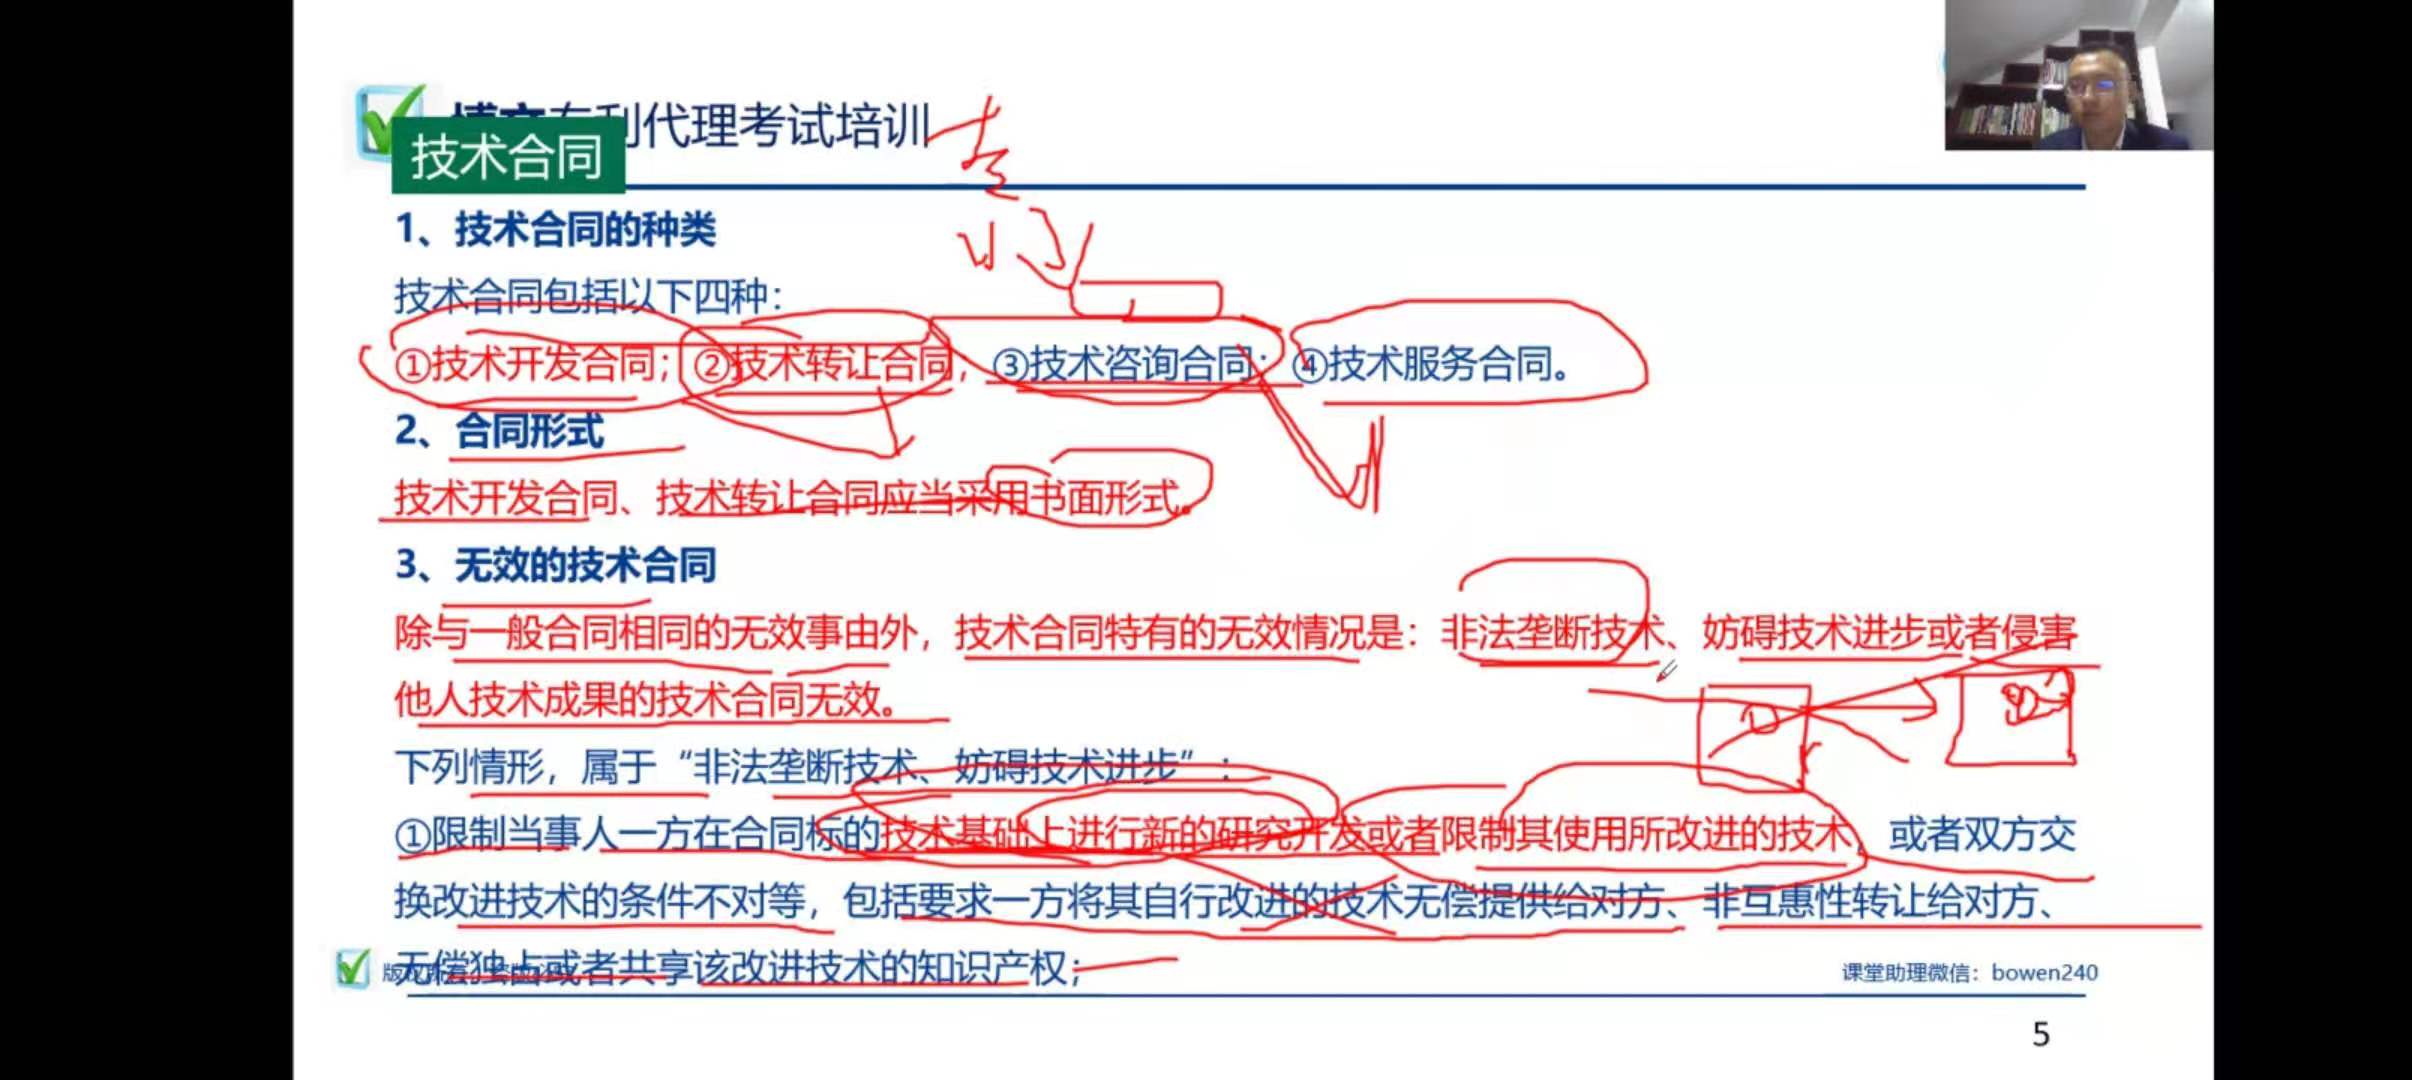 博文专利代理考试培训
技术合同
1、技术合同的种类
技术合同包括以下四种：
①技术开发合同；②技术转让合同，③技术咨询合同；④技术服务合同。
2、合同形式
技术开发合同、技术转让合同应当采用书面形式。
3、无效的技术合同
除与一般合同相同的无效事由外，技术合同特有的无效情况是：非法垄断技术、妨碍技术进步或者侵害
他人技术成果的技术合同无效。
下列情形，属于“非法垄断技术、妨碍技术进步”：
①限制当事人一方在合同标的技术基础上进行新的研究开发或者限制其使用所改进的技术，或者双方交
换改进技术的条件不对等，包括要求一方将其自行改进的技术无偿提供给对方、非互惠性转让给对方、
无偿独占或者共享该改进技术的知识产权；
课堂助理微信：bowen240
5